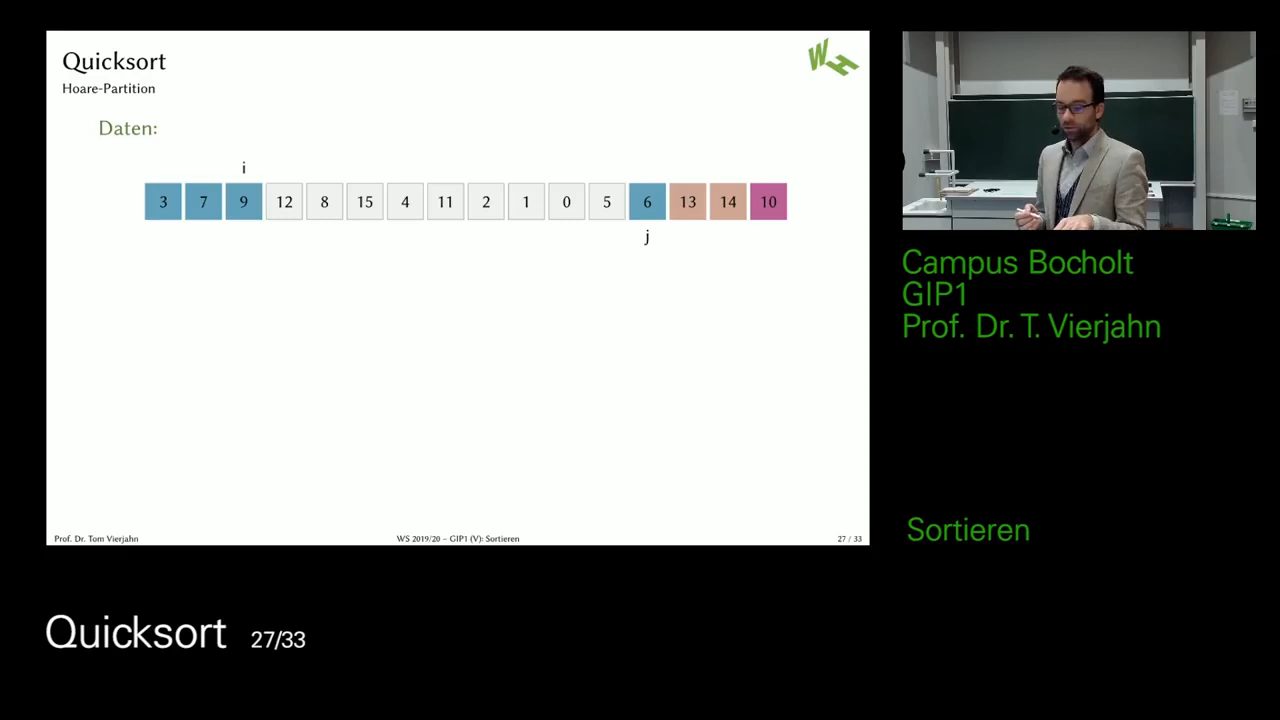 Quicksort
Hoare-Partition
WH
Daten:
i
3 7 9 12 8 15 4 11 2 1 0 5 6 13 14 10
j
Prof. Dr. Tom Vierjahn WS 2019/20 – GIP1 (V): Sortieren 27 / 33
Campus Bocholt
GIP1
Prof. Dr. T. Vierjahn
Sortieren
Quicksort 27/33